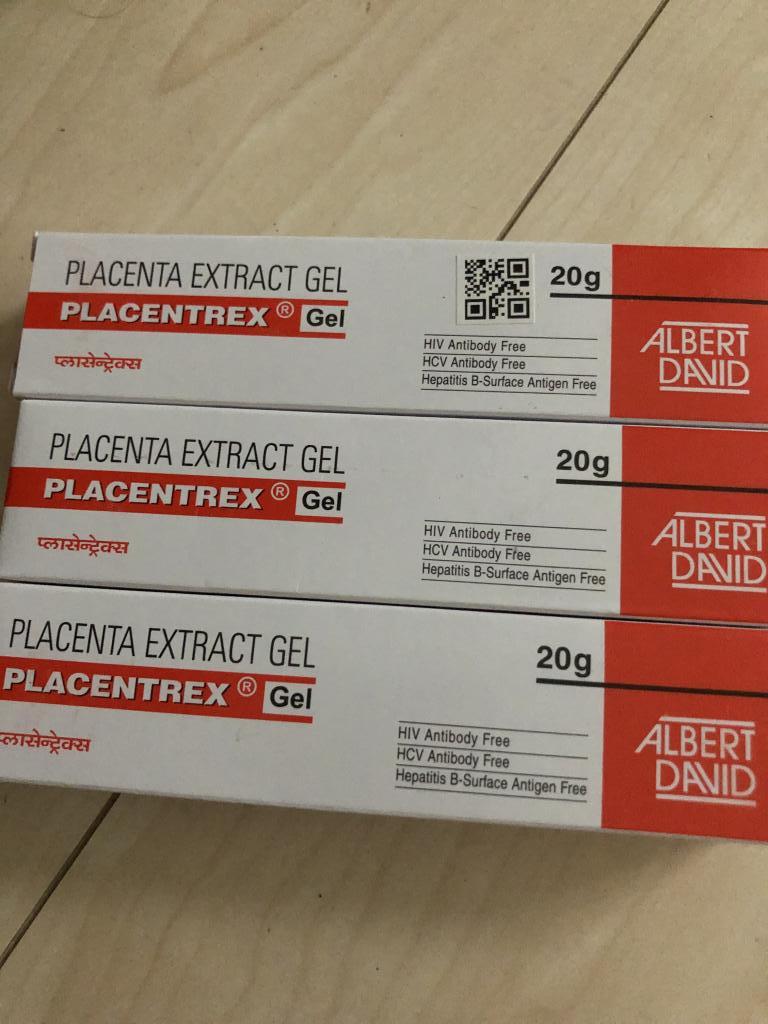 PLACENTA EXTRACT GEL
PLACENTREX® Gel
प्लासेन्ट्रेक्स
20g
HIV Antibody Free
HCV Antibody Free
Hepatitis B-Surface Antigen Free
ALBERT
DAVID
PLACENTA EXTRACT GEL
PLACENTREX® Gel
प्लासेन्ट्रेक्स
20g
HIV Antibody Free
HCV Antibody Free
Hepatitis B-Surface Antigen Free
ALBERT
DAVID
PLACENTA EXTRACT GEL
PLACENTREX® Gel
प्लासेन्ट्रेक्स
20g
HIV Antibody Free
HCV Antibody Free
Hepatitis B-Surface Antigen Free
ALBERT
DAVID